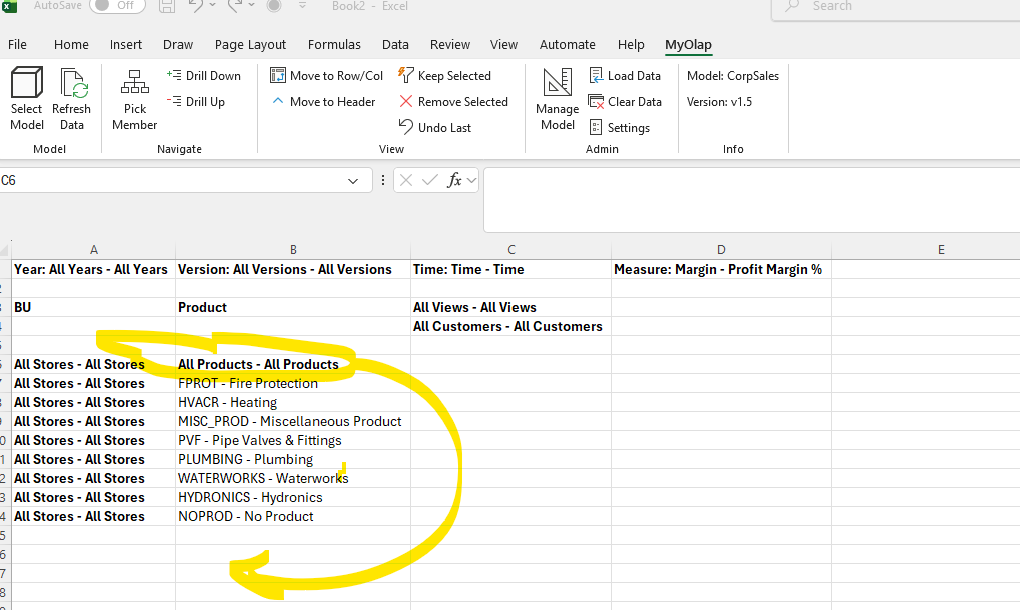 AutoSave Off Book2 - Excel Search
File Home Insert Draw Page Layout Formulas Data Review View Automate Help MyOlap
Select Model
Refresh Data
Model
Pick Member
Drill Down
Drill Up
Navigate
Move to Row/Col
Move to Header
Keep Selected
Remove Selected
Undo Last
View
Manage Model
Load Data
Clear Data
Settings
Admin
Model: CorpSales
Version: v1.5
Info
C6 fx
A B C D E
Year: All Years - All Years Version: All Versions - All Versions Time: Time - Time Measure: Margin - Profit Margin %
BU Product All Views - All Views
All Customers - All Customers
All Stores - All Stores All Products - All Products
All Stores - All Stores FPROT - Fire Protection
All Stores - All Stores HVACR - Heating
All Stores - All Stores MISC_PROD - Miscellaneous Product
All Stores - All Stores PVF - Pipe Valves & Fittings
All Stores - All Stores PLUMBING - Plumbing
All Stores - All Stores WATERWORKS - Waterworks
All Stores - All Stores HYDRONICS - Hydronics
All Stores - All Stores NOPROD - No Product